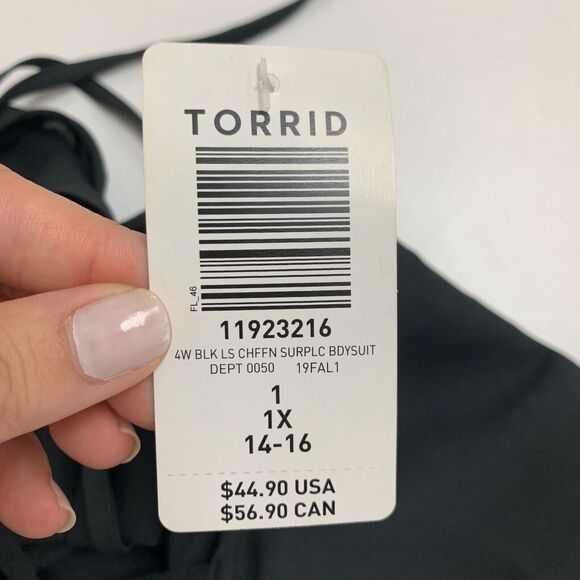 TORRID
FL_46
11923216
4W BLK LS CHFFN SURPLC BDYSUIT
DEPT 0050 19FAL1
1
1X
14-16
$44.90 USA
$56.90 CAN